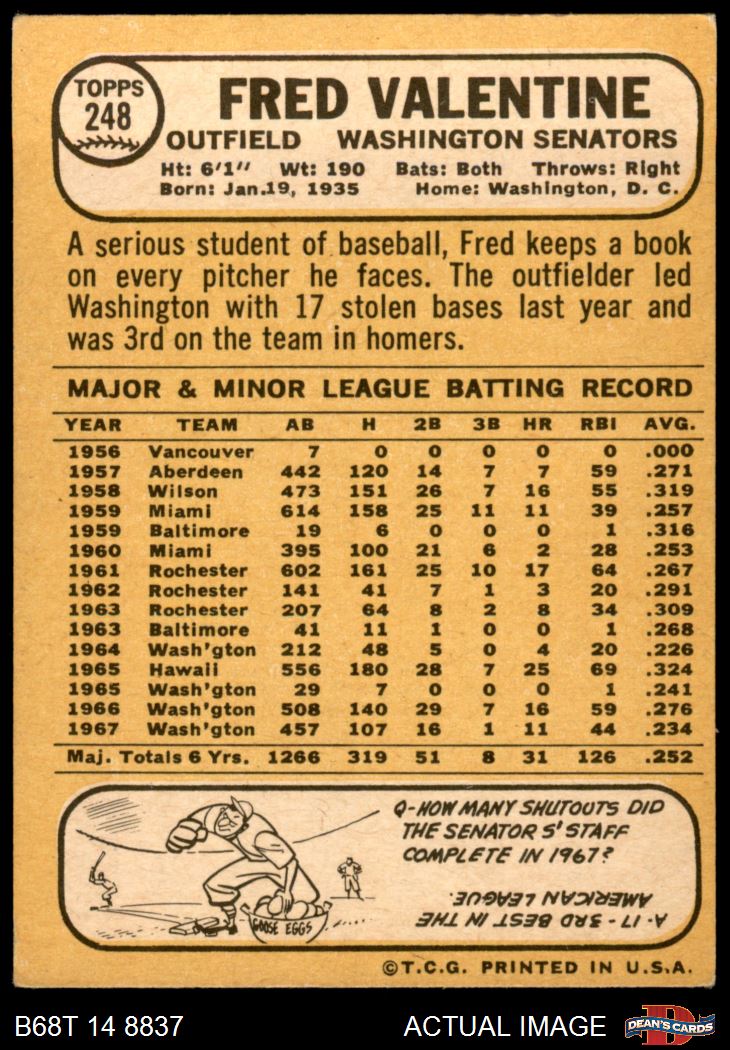 TOPPS
248
FRED VALENTINE
OUTFIELD WASHINGTON SENATORS
Ht: 6'1" Wt: 190 Bats: Both Throws: Right
Born: Jan.19, 1935 Home: Washington, D. C.
A serious student of baseball, Fred keeps a book
on every pitcher he faces. The outfielder led
Washington with 17 stolen bases last year and
was 3rd on the team in homers.
MAJOR & MINOR LEAGUE BATTING RECORD
YEAR TEAM AB H 2B 3B HR RBI AVG.
1956 Vancouver 7 0 0 0 0 0 .000
1957 Aberdeen 442 120 14 7 7 59 .271
1958 Wilson 473 151 26 7 16 55 .319
1959 Miami 614 158 25 11 11 39 .257
1959 Baltimore 19 6 0 0 0 1 .316
1960 Miami 395 100 21 6 2 28 .253
1961 Rochester 602 161 25 10 17 64 .267
1962 Rochester 141 41 7 1 3 20 .291
1963 Rochester 207 64 8 2 8 34 .309
1963 Baltimore 41 11 1 0 0 1 .268
1964 Wash'gton 212 48 5 0 4 20 .226
1965 Hawaii 556 180 28 7 25 69 .324
1965 Wash'gton 29 7 0 0 0 1 .241
1966 Wash'gton 508 140 29 7 16 59 .276
1967 Wash'gton 457 107 16 1 11 44 .234
Maj. Totals 6 Yrs. 1266 319 51 8 31 126 .252
Q-HOW MANY SHUTOUTS DID
THE SENATORS' STAFF
COMPLETE IN 1967?
A-17 - 3RD BEST IN THE
AMERICAN LEAGUE.
GOOSE EGGS
©T.C.G. PRINTED IN U.S.A.
B68T 14 8837
ACTUAL IMAGE
D
DEAN'S CARDS